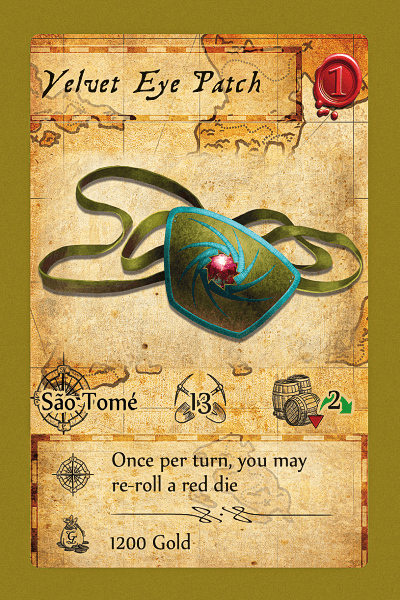 Velvet Eye Patch
1
São Tomé
13
2
Once per turn, you may
re-roll a red die
1200 Gold